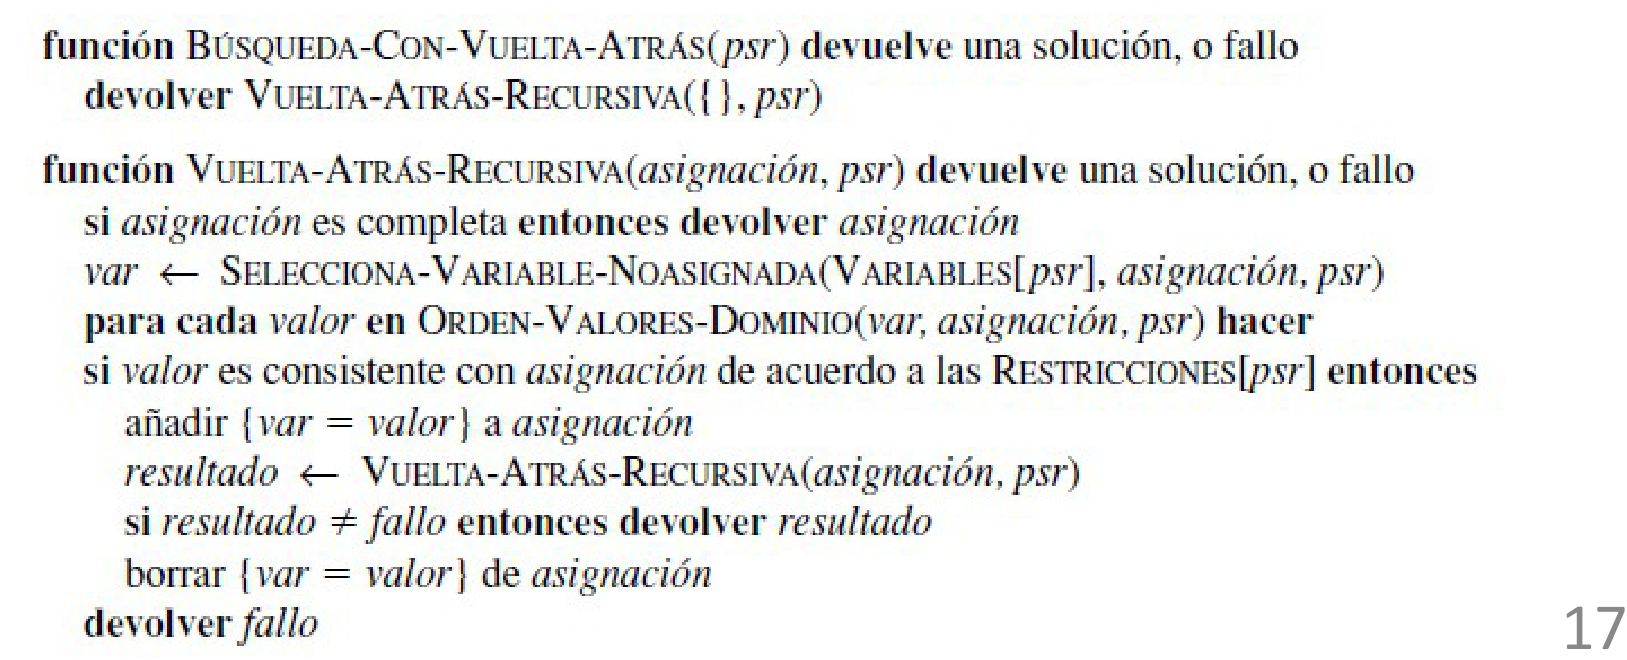 función BÚSQUEDA-CON-VUELTA-ATRÁS(psr) devuelve una solución, o fallo
devolver VUELTA-ATRÁS-RECURSIVA({ }, psr)
función VUELTA-ATRÁS-RECURSIVA(asignación, psr) devuelve una solución, o fallo
si asignación es completa entonces devolver asignación
var ← SELECCIONA-VARIABLE-NOASIGNADA(VARIABLES[psr], asignación, psr)
para cada valor en ORDEN-VALORES-DOMINIO(var, asignación, psr) hacer
si valor es consistente con asignación de acuerdo a las RESTRICCIONES[psr] entonces
añadir {var = valor} a asignación
resultado ← VUELTA-ATRÁS-RECURSIVA(asignación, psr)
si resultado ≠ fallo entonces devolver resultado
borrar {var = valor} de asignación
devolver fallo
17